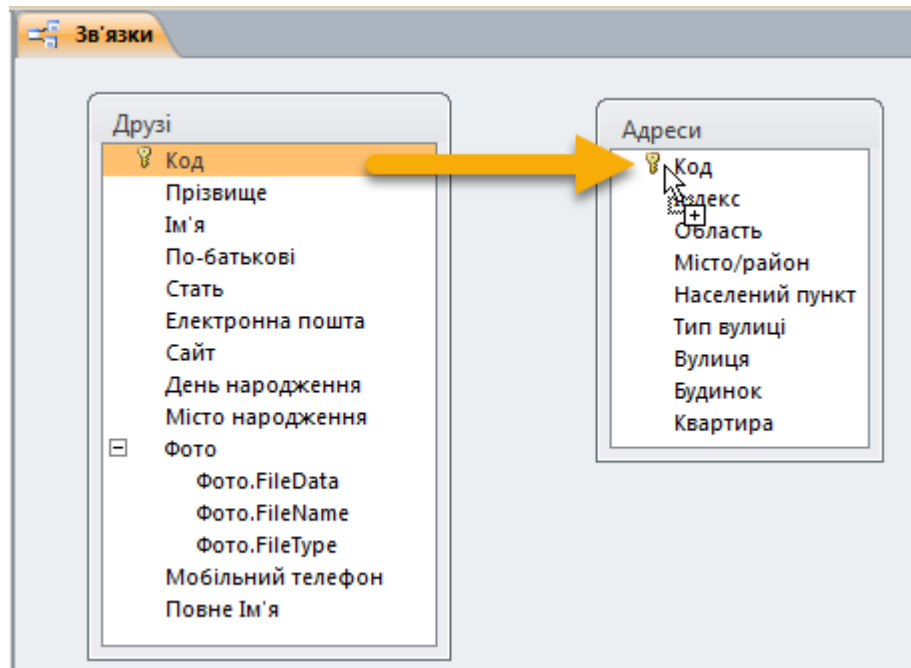 Зв'язки
Друзі
Код
Прізвище
Ім'я
По-батькові
Стать
Електронна пошта
Сайт
День народження
Місто народження
Фото
Фото.FileData
Фото.FileName
Фото.FileType
Мобільний телефон
Повне Ім'я
Адреси
Код
Індекс
Область
Місто/район
Населений пункт
Тип вулиці
Вулиця
Будинок
Квартира